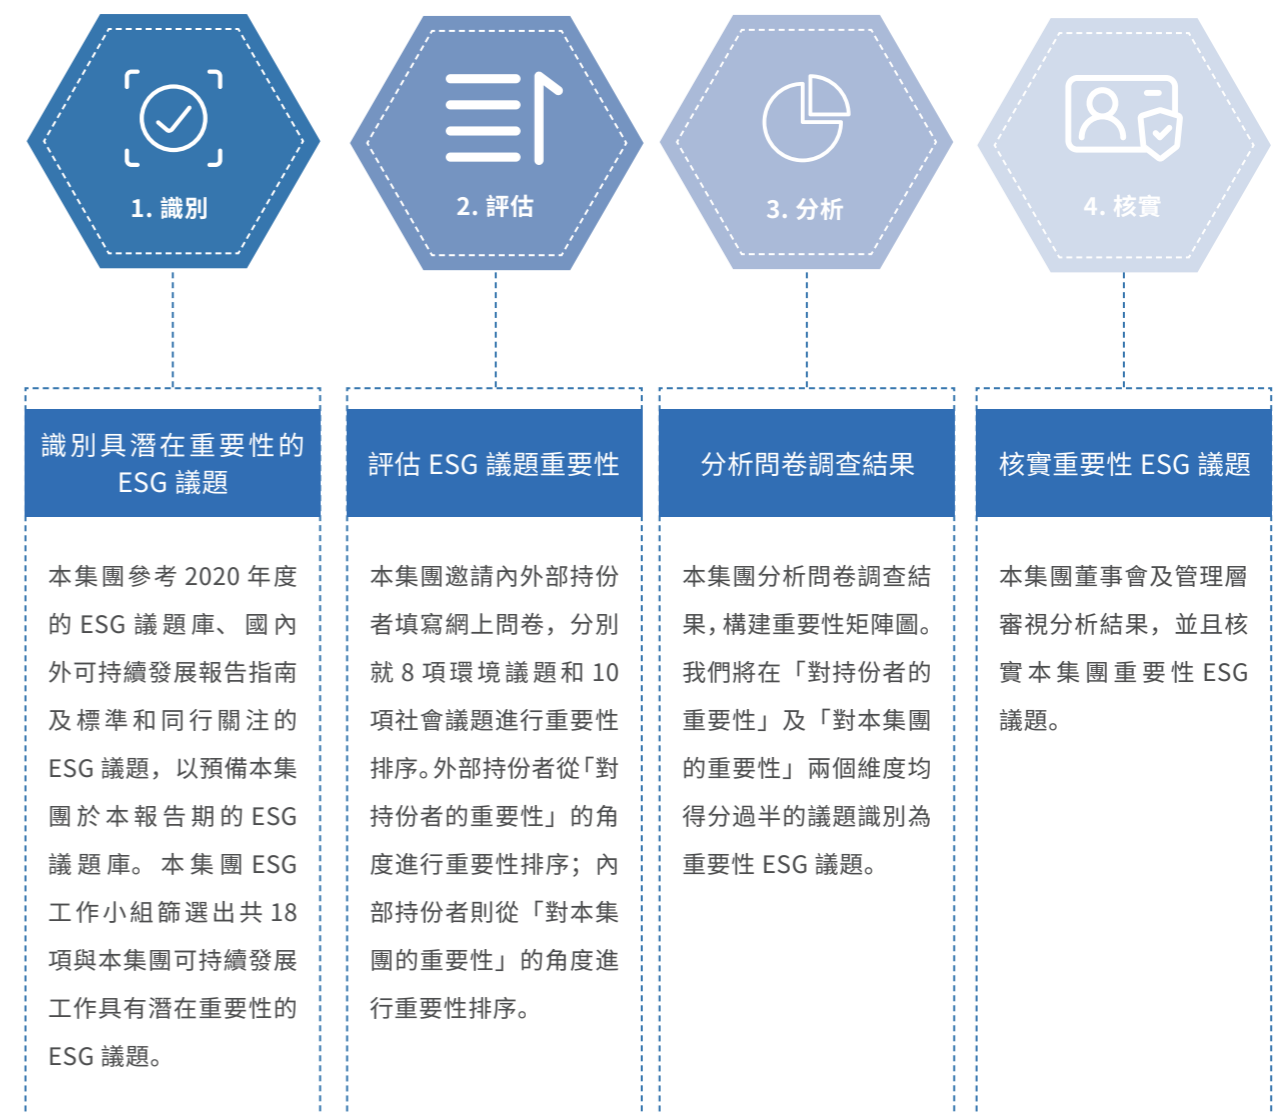 1. 識別
2. 評估
3. 分析
4. 核實
識別具潛在重要性的
ESG 議題
本集團參考 2020 年度
的 ESG 議題庫、國內
外可持續發展報告指南
及標準和同行關注的
ESG 議題，以預備本集
團於本報告期的 ESG
議題庫。本集團 ESG
工作小組篩選出共 18
項與本集團可持續發展
工作具有潛在重要性的
ESG 議題。
評估 ESG 議題重要性
本集團邀請內外部持份
者填寫網上問卷，分別
就 8 項環境議題和 10
項社會議題進行重要性
排序。外部持份者從「對
持份者的重要性」的角
度進行重要性排序；內
部持份者則從「對本集
團的重要性」的角度進
行重要性排序。
分析問卷調查結果
本集團分析問卷調查結
果，構建重要性矩陣圖。
我們將在「對持份者的
重要性」及「對本集團
的重要性」兩個維度均
得分過半的議題識別為
重要性 ESG 議題。
核實重要性 ESG 議題
本集團董事會及管理層
審視分析結果，並且核
實本集團重要性 ESG
議題。